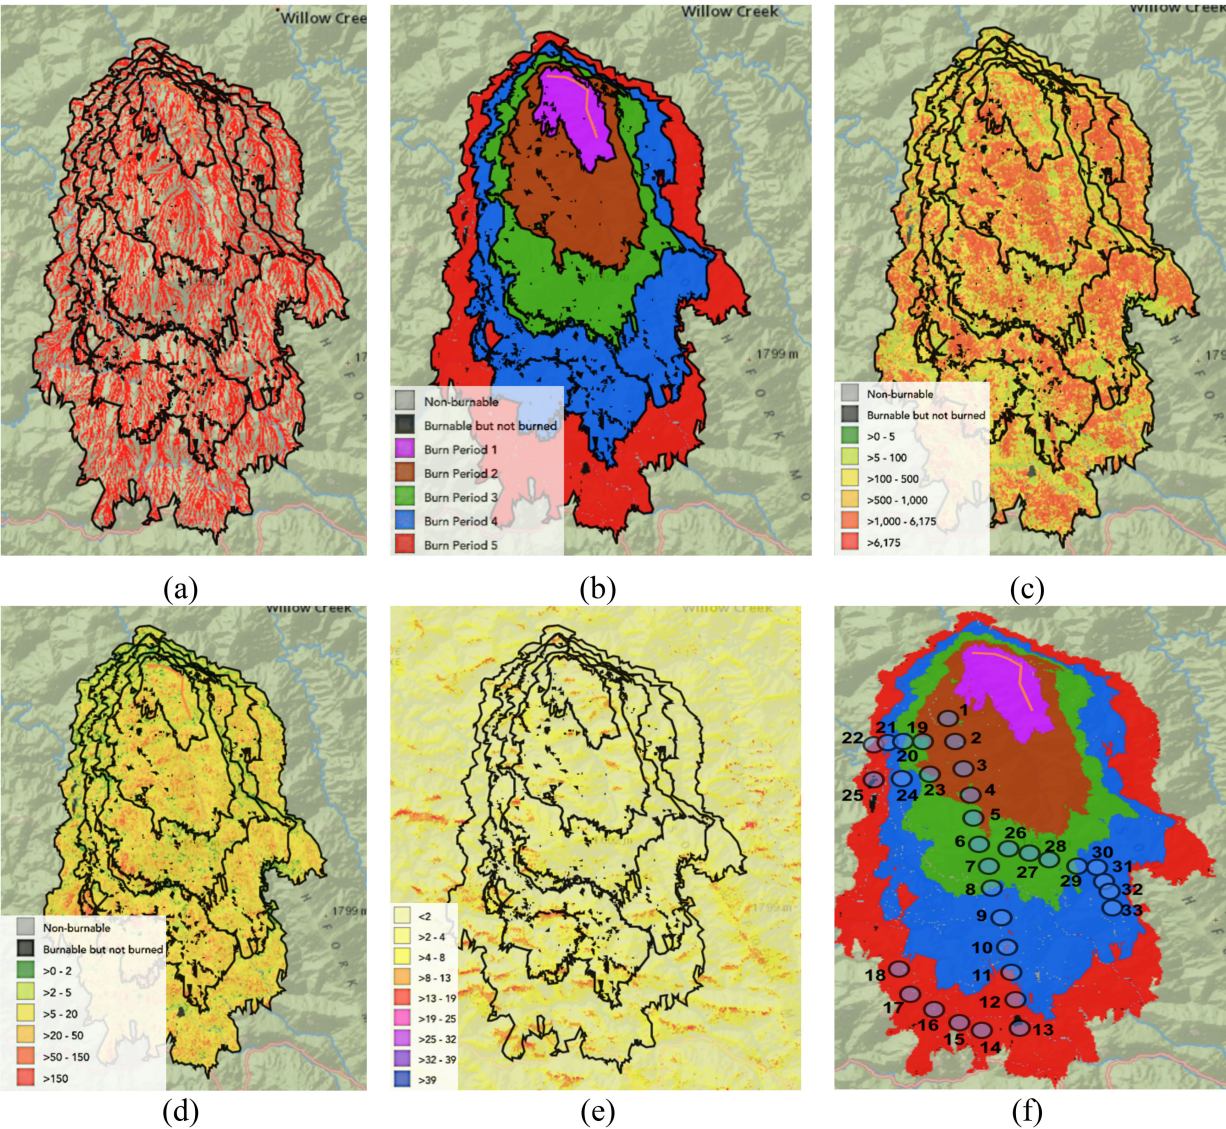 Willow Cree
17
H
F
O
R
(a)
Willow Creek
1799 m
H
F
O
R
K
M
O
Non-burnable
Burnable but not burned
Burn Period 1
Burn Period 2
Burn Period 3
Burn Period 4
Burn Period 5
(b)
Willow Creek
179
H
F
O
R
Non-burnable
Burnable but not burned
>0 - 5
>5 - 100
>100 - 500
>500 - 1,000
>1,000 - 6,175
>6,175
(c)
Willow Creek
1799 m
F
O
R
Non-burnable
Burnable but not burned
>0 - 2
>2 - 5
>5 - 20
>20 - 50
>50 - 150
>150
(d)
Willow Creek
1799 m
<2
>2 - 4
>4 - 8
>8 - 13
>13 - 19
>19 - 25
>25 - 32
>32 - 39
>39
(e)
1
22 21 19 2
20
3
25 24 23 4
5
6 26
7 27 28 30
8 29 31
32
9 33
10
18 11
17 12
16 15 14 13
(f)